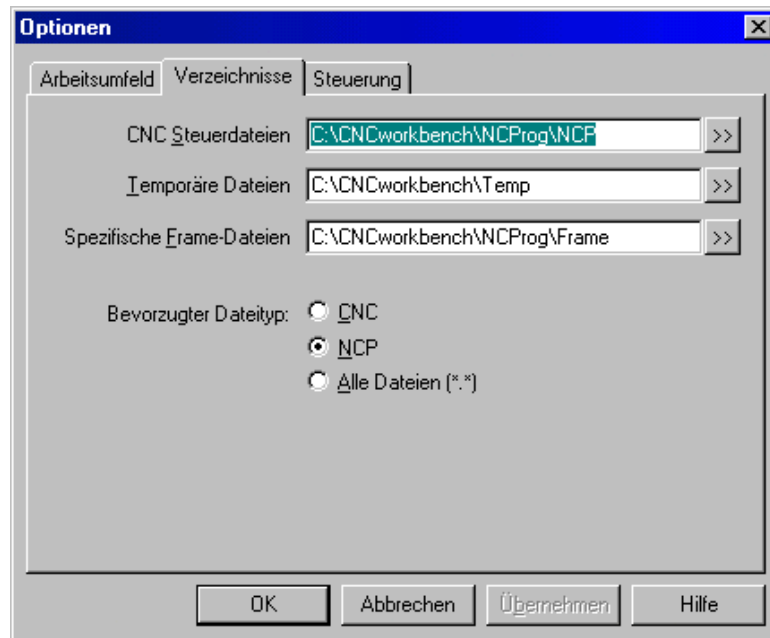 Optionen
Arbeitsumfeld Verzeichnisse Steuerung
CNC Steuerdateien C:\CNCworkbench\NCProg\NCP >>
Temporäre Dateien C:\CNCworkbench\Temp >>
Spezifische Frame-Dateien C:\CNCworkbench\NCProg\Frame >>
Bevorzugter Dateityp: CNC
NCP
Alle Dateien (*.*)
OK Abbrechen Übernehmen Hilfe